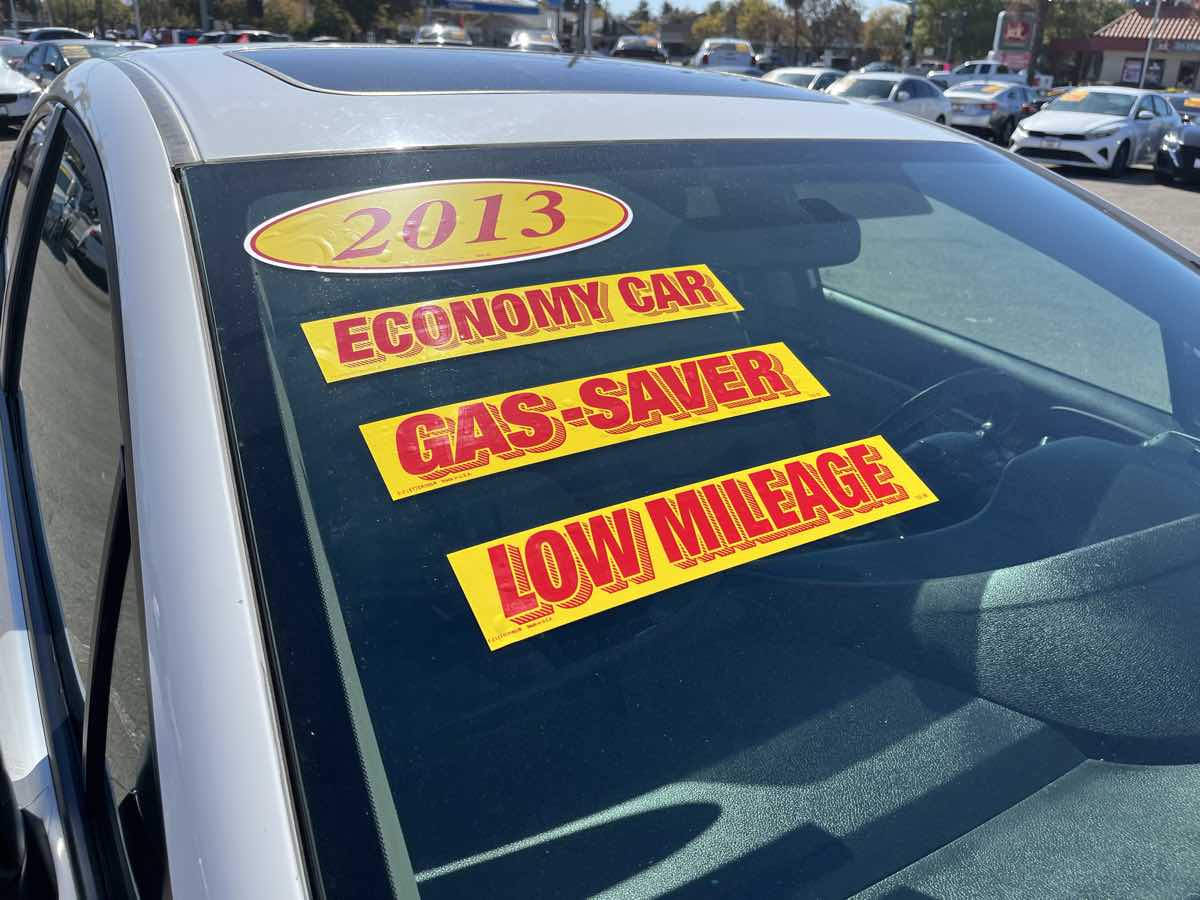 2013
ECONOMY CAR
GAS-SAVER
LOW MILEAGE